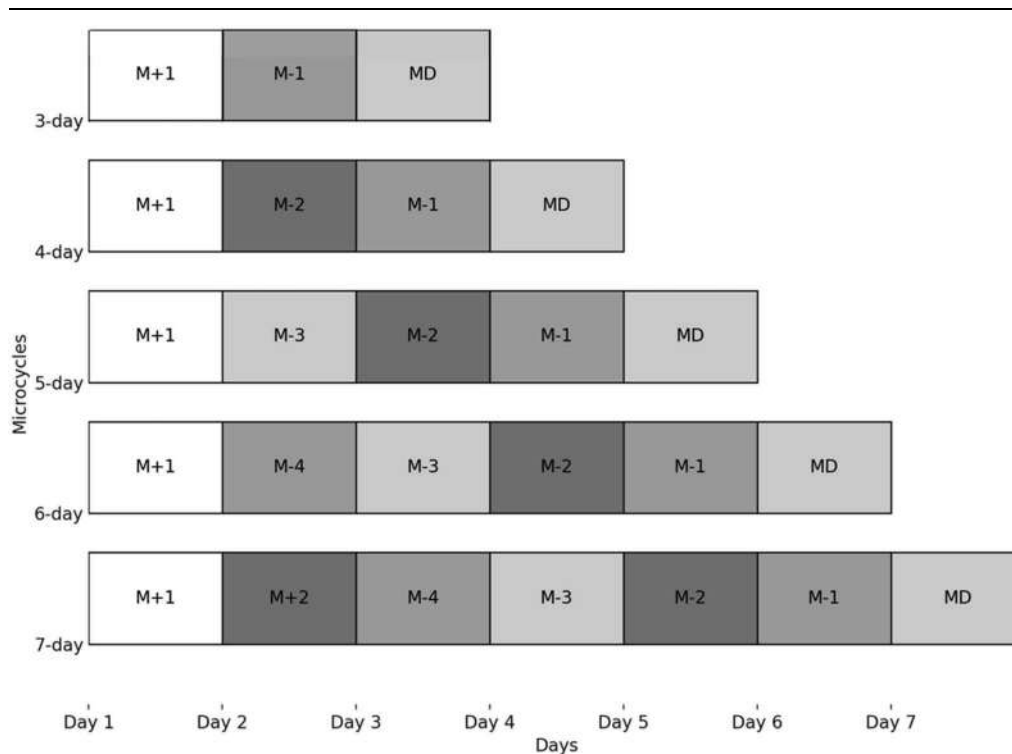 M+1 M-1 MD
3-day
M+1 M-2 M-1 MD
4-day
M+1 M-3 M-2 M-1 MD
5-day
M+1 M-4 M-3 M-2 M-1 MD
6-day
M+1 M+2 M-4 M-3 M-2 M-1 MD
7-day
Microcycles
Day 1 Day 2 Day 3 Day 4 Day 5 Day 6 Day 7
Days